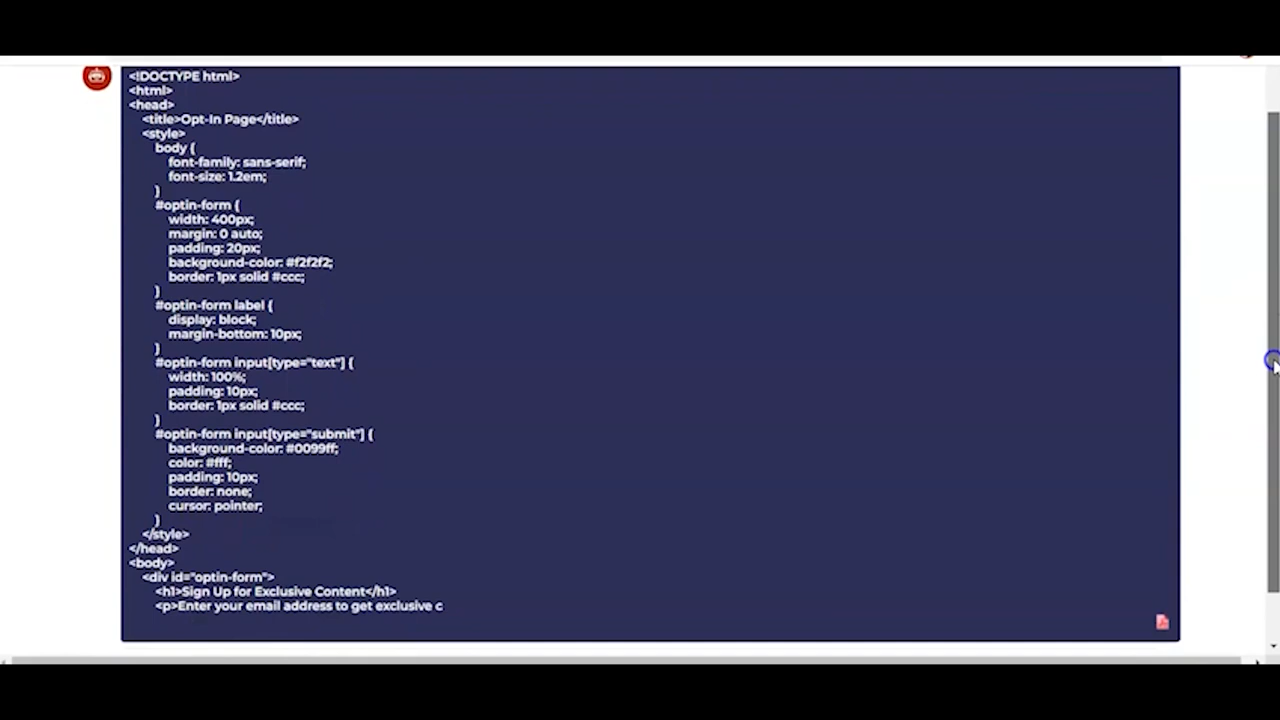 <!DOCTYPE html>
<html>
<head>
    <title>Opt-In Page</title>
    <style>
        body {
            font-family: sans-serif;
            font-size: 1.2em;
        }
        #optin-form {
            width: 400px;
            margin: 0 auto;
            padding: 20px;
            background-color: #f2f2f2;
            border: 1px solid #ccc;
        }
        #optin-form label {
            display: block;
            margin-bottom: 10px;
        }
        #optin-form input[type="text"] {
            width: 100%;
            padding: 10px;
            border: 1px solid #ccc;
        }
        #optin-form input[type="submit"] {
            background-color: #0099ff;
            color: #fff;
            padding: 10px;
            border: none;
            cursor: pointer;
        }
    </style>
</head>
<body>
    <div id="optin-form">
        <h1>Sign Up for Exclusive Content</h1>
        <p>Enter your email address to get exclusive c